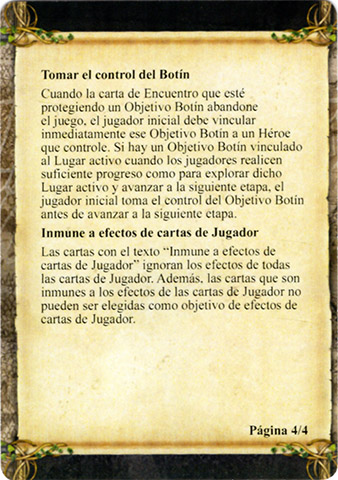 Tomar el control del Botín
Cuando la carta de Encuentro que esté
protegiendo un Objetivo Botín abandone
el juego, el jugador inicial debe vincular
inmediatamente ese Objetivo Botín a un Héroe
que controle. Si hay un Objetivo Botín vinculado
al Lugar activo cuando los jugadores realicen
suficiente progreso como para explorar dicho
Lugar activo y avanzar a la siguiente etapa, el
jugador inicial toma el control del Objetivo Botín
antes de avanzar a la siguiente etapa.
Inmune a efectos de cartas de Jugador
Las cartas con el texto “Inmune a efectos de
cartas de Jugador” ignoran los efectos de todas
las cartas de Jugador. Además, las cartas que son
inmunes a los efectos de las cartas de Jugador no
pueden ser elegidas como objetivo de efectos de
cartas de Jugador.
Página 4/4